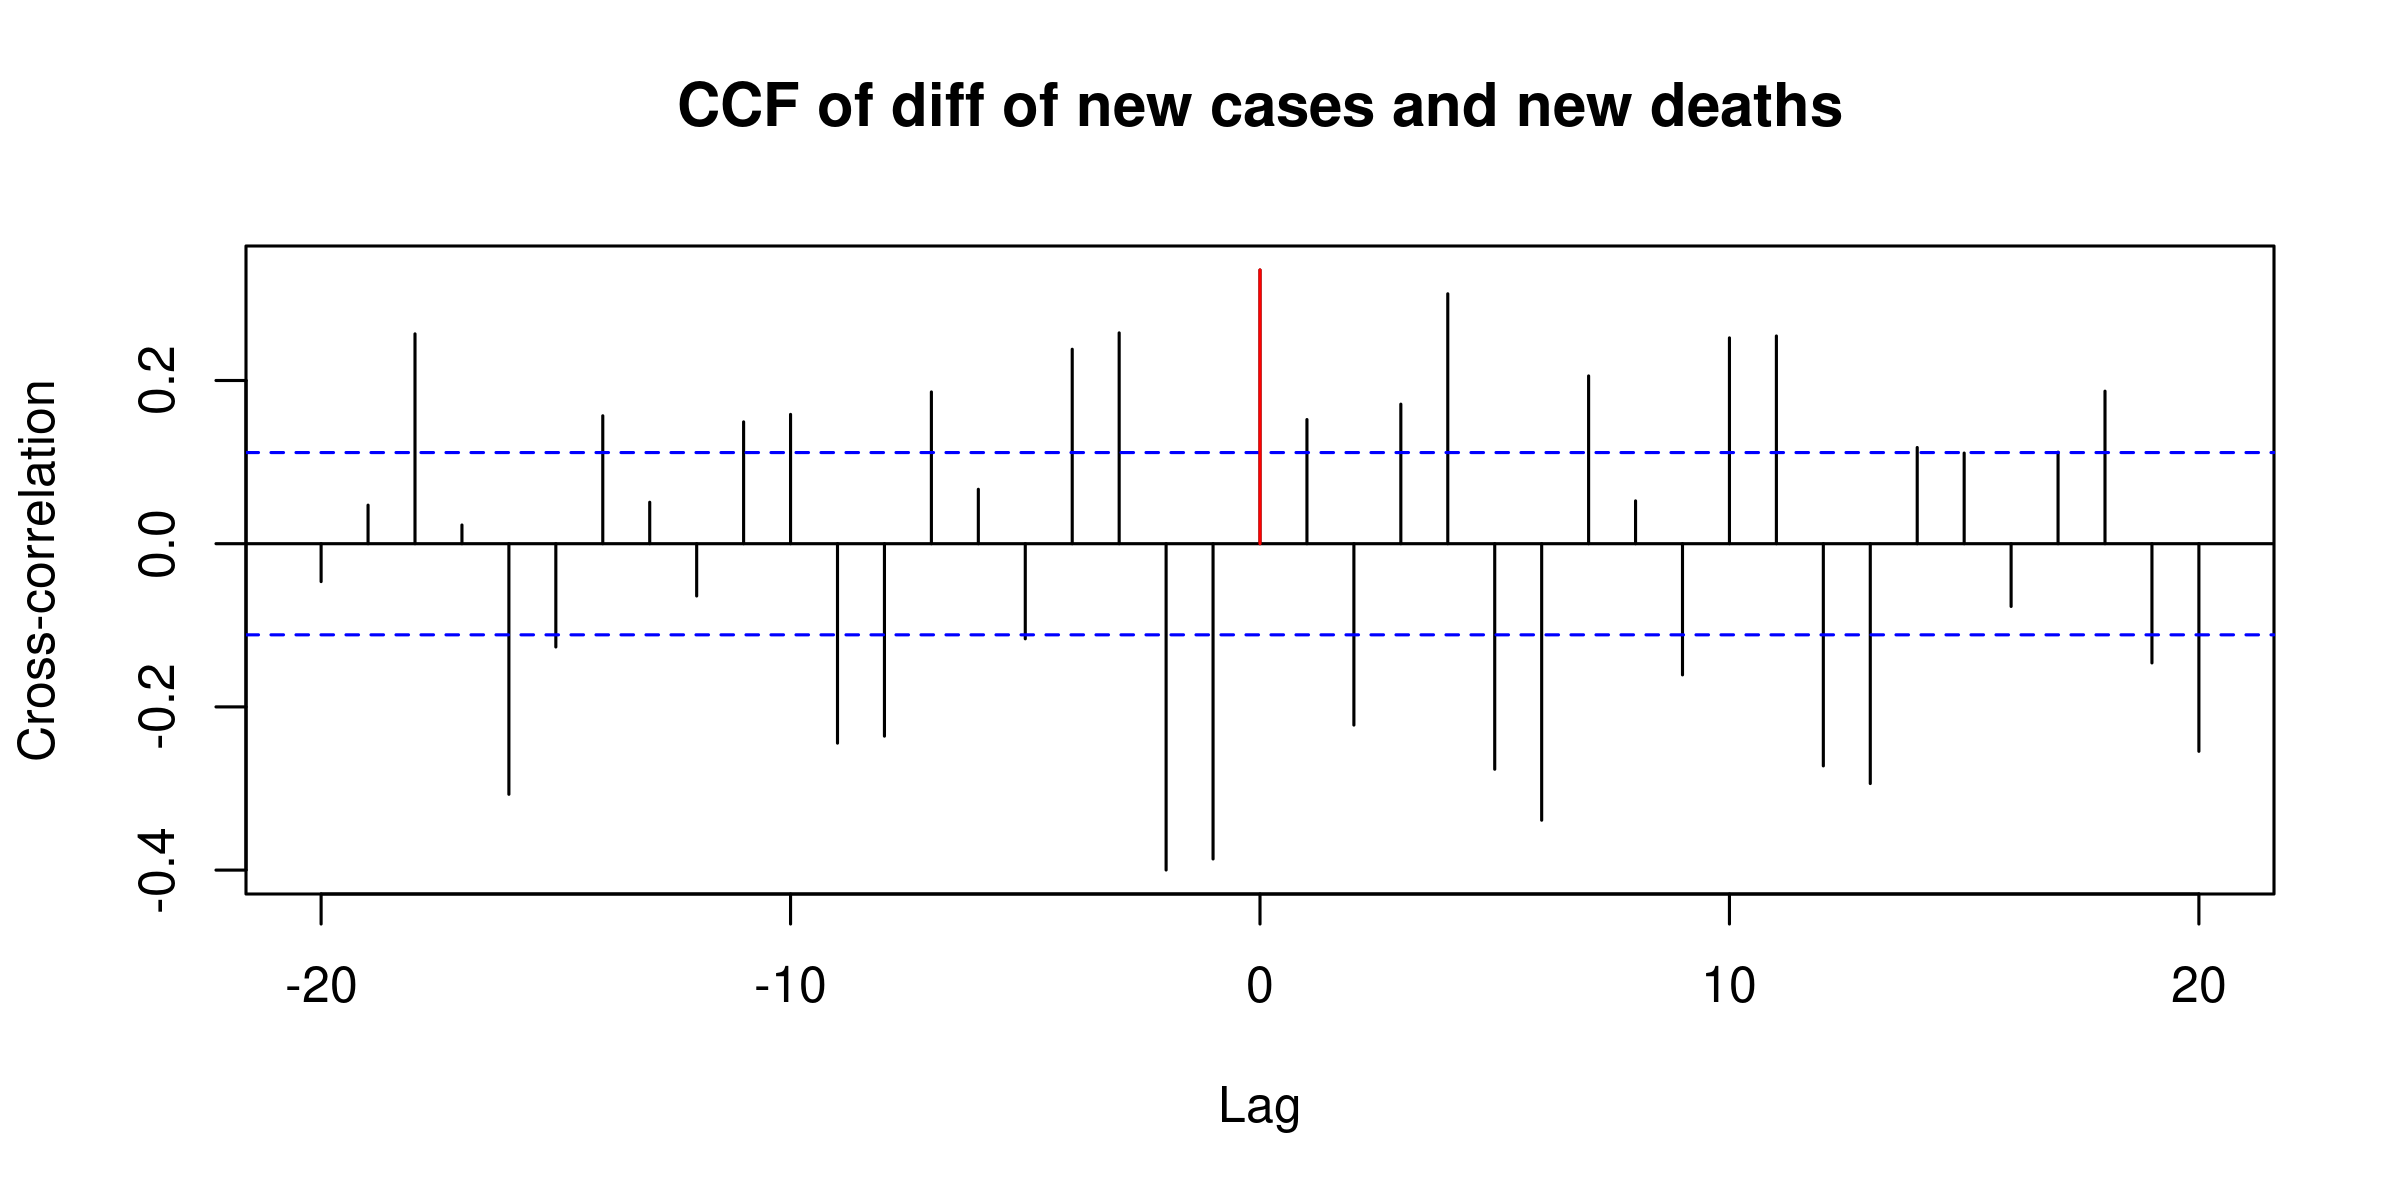 CCF of diff of new cases and new deaths
Cross-correlation
0.2
0.0
-0.2
-0.4
-20 -10 0 10 20
Lag